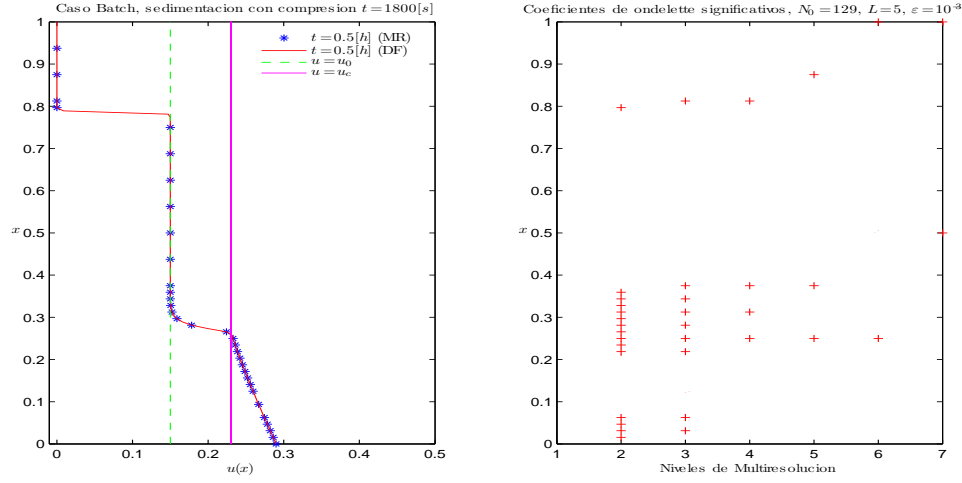 Caso Batch, sedimentacion con compresion t=1800[s]
t=0.5[h] (MR)
t=0.5[h] (DF)
u=u₀
u=u_c
1
0.9
0.8
0.7
0.6
0.5
0.4
0.3
0.2
0.1
0
x
0 0.1 0.2 0.3 0.4 0.5
u(x)
Coeficientes de ondelette significativos, N₀=129, L=5, ε=10⁻³
1
0.9
0.8
0.7
0.6
0.5
0.4
0.3
0.2
0.1
0
x
1 2 3 4 5 6 7
Niveles de Multiresolucion